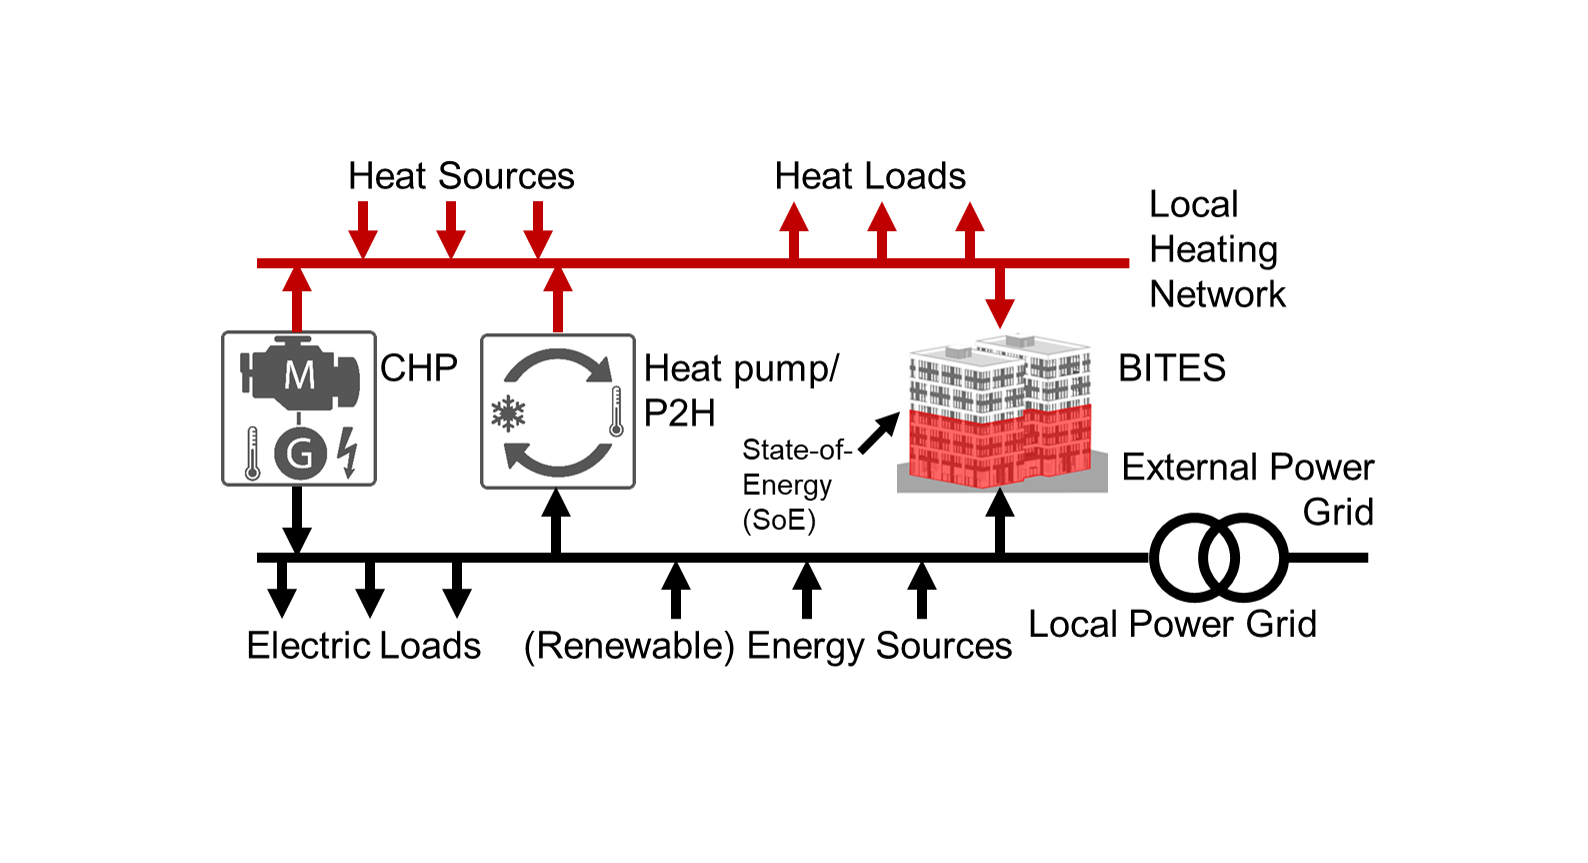 Heat Sources
Heat Loads
Local
Heating
Network
M
CHP
G
Heat pump/
P2H
State-of-
Energy
(SoE)
BITES
External Power
Grid
Electric Loads
(Renewable) Energy Sources
Local Power Grid